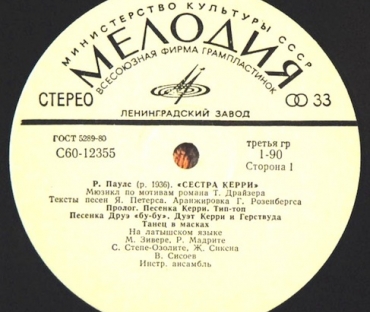 МИНИСТЕРСТВО КУЛЬТУРЫ СССР
МЕЛОДИЯ
ВСЕСОЮЗНАЯ ФИРМА ГРАМПЛАСТИНОК
СТЕРЕО
33
ЛЕНИНГРАДСКИЙ ЗАВОД
ГОСТ 5289-80
С60-12355
третья гр
1-90
Сторона 1
Р. Паулс (р. 1936). «СЕСТРА КЕРРИ»
Мюзикл по мотивам романа Т. Драйзера
Тексты песен Я. Петерса. Аранжировка Г. Розенбергса
Пролог. Песенка Керри. Тип-топ
Песенка Друэ «бу-бу». Дуэт Керри и Герствуда
Танец в масках
На латышском языке
М. Зивере, Р. Мадрите
С. Степе-Озолите, Ж. Сиксна
В. Сисоев
Инстр. ансамбль